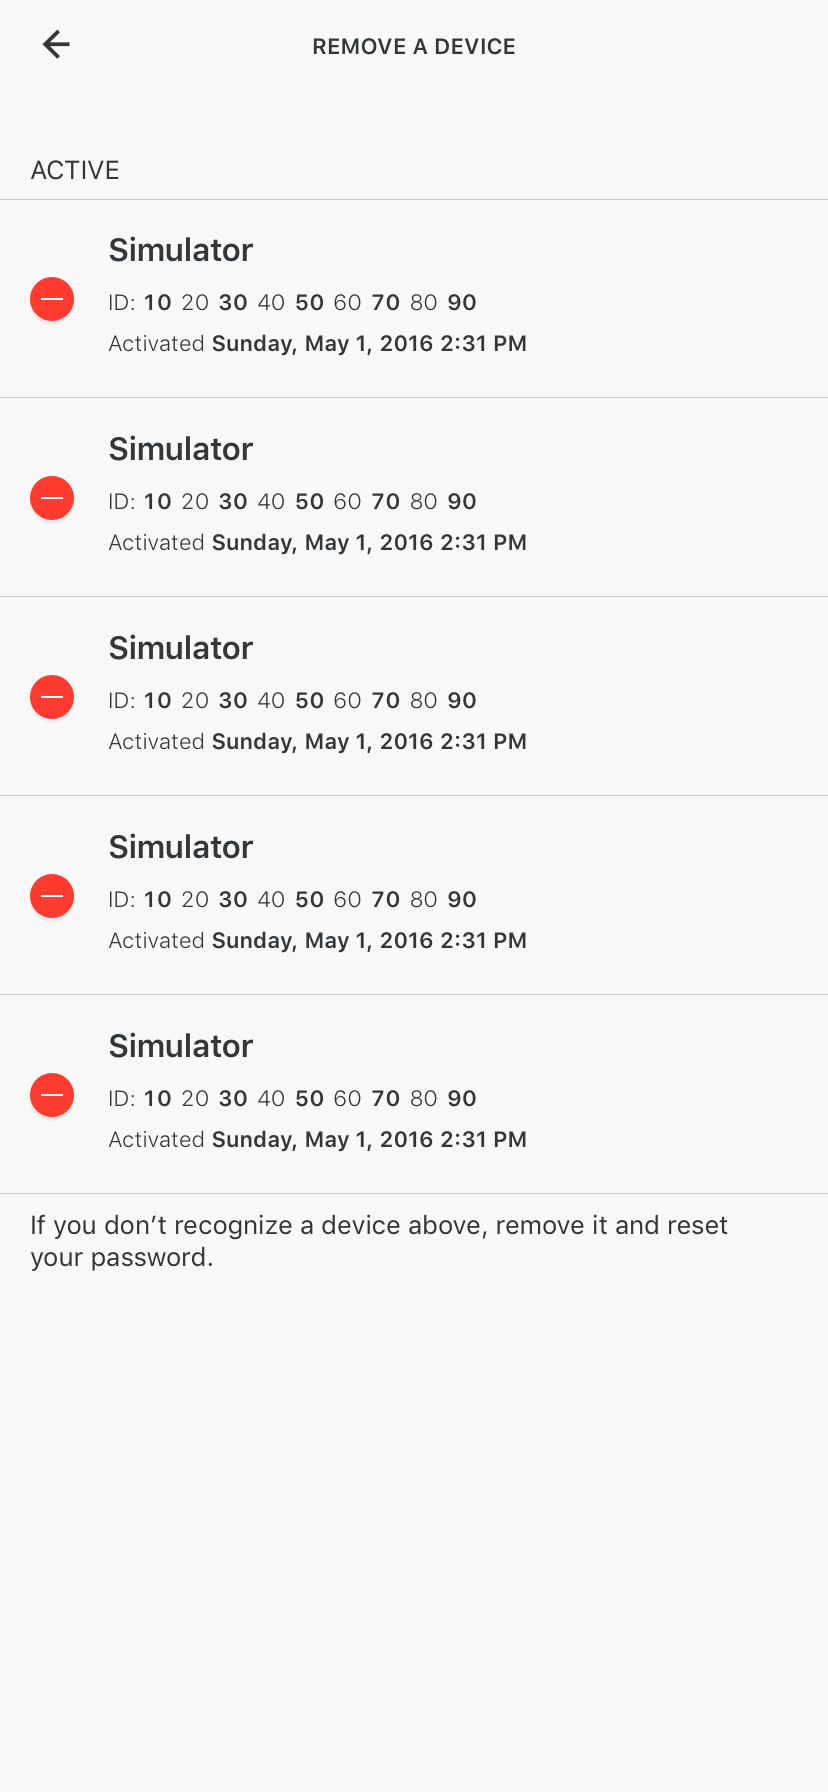 REMOVE A DEVICE
ACTIVE
Simulator
ID: 10 20 30 40 50 60 70 80 90
Activated Sunday, May 1, 2016 2:31 PM
Simulator
ID: 10 20 30 40 50 60 70 80 90
Activated Sunday, May 1, 2016 2:31 PM
Simulator
ID: 10 20 30 40 50 60 70 80 90
Activated Sunday, May 1, 2016 2:31 PM
Simulator
ID: 10 20 30 40 50 60 70 80 90
Activated Sunday, May 1, 2016 2:31 PM
Simulator
ID: 10 20 30 40 50 60 70 80 90
Activated Sunday, May 1, 2016 2:31 PM
If you don’t recognize a device above, remove it and reset
your password.